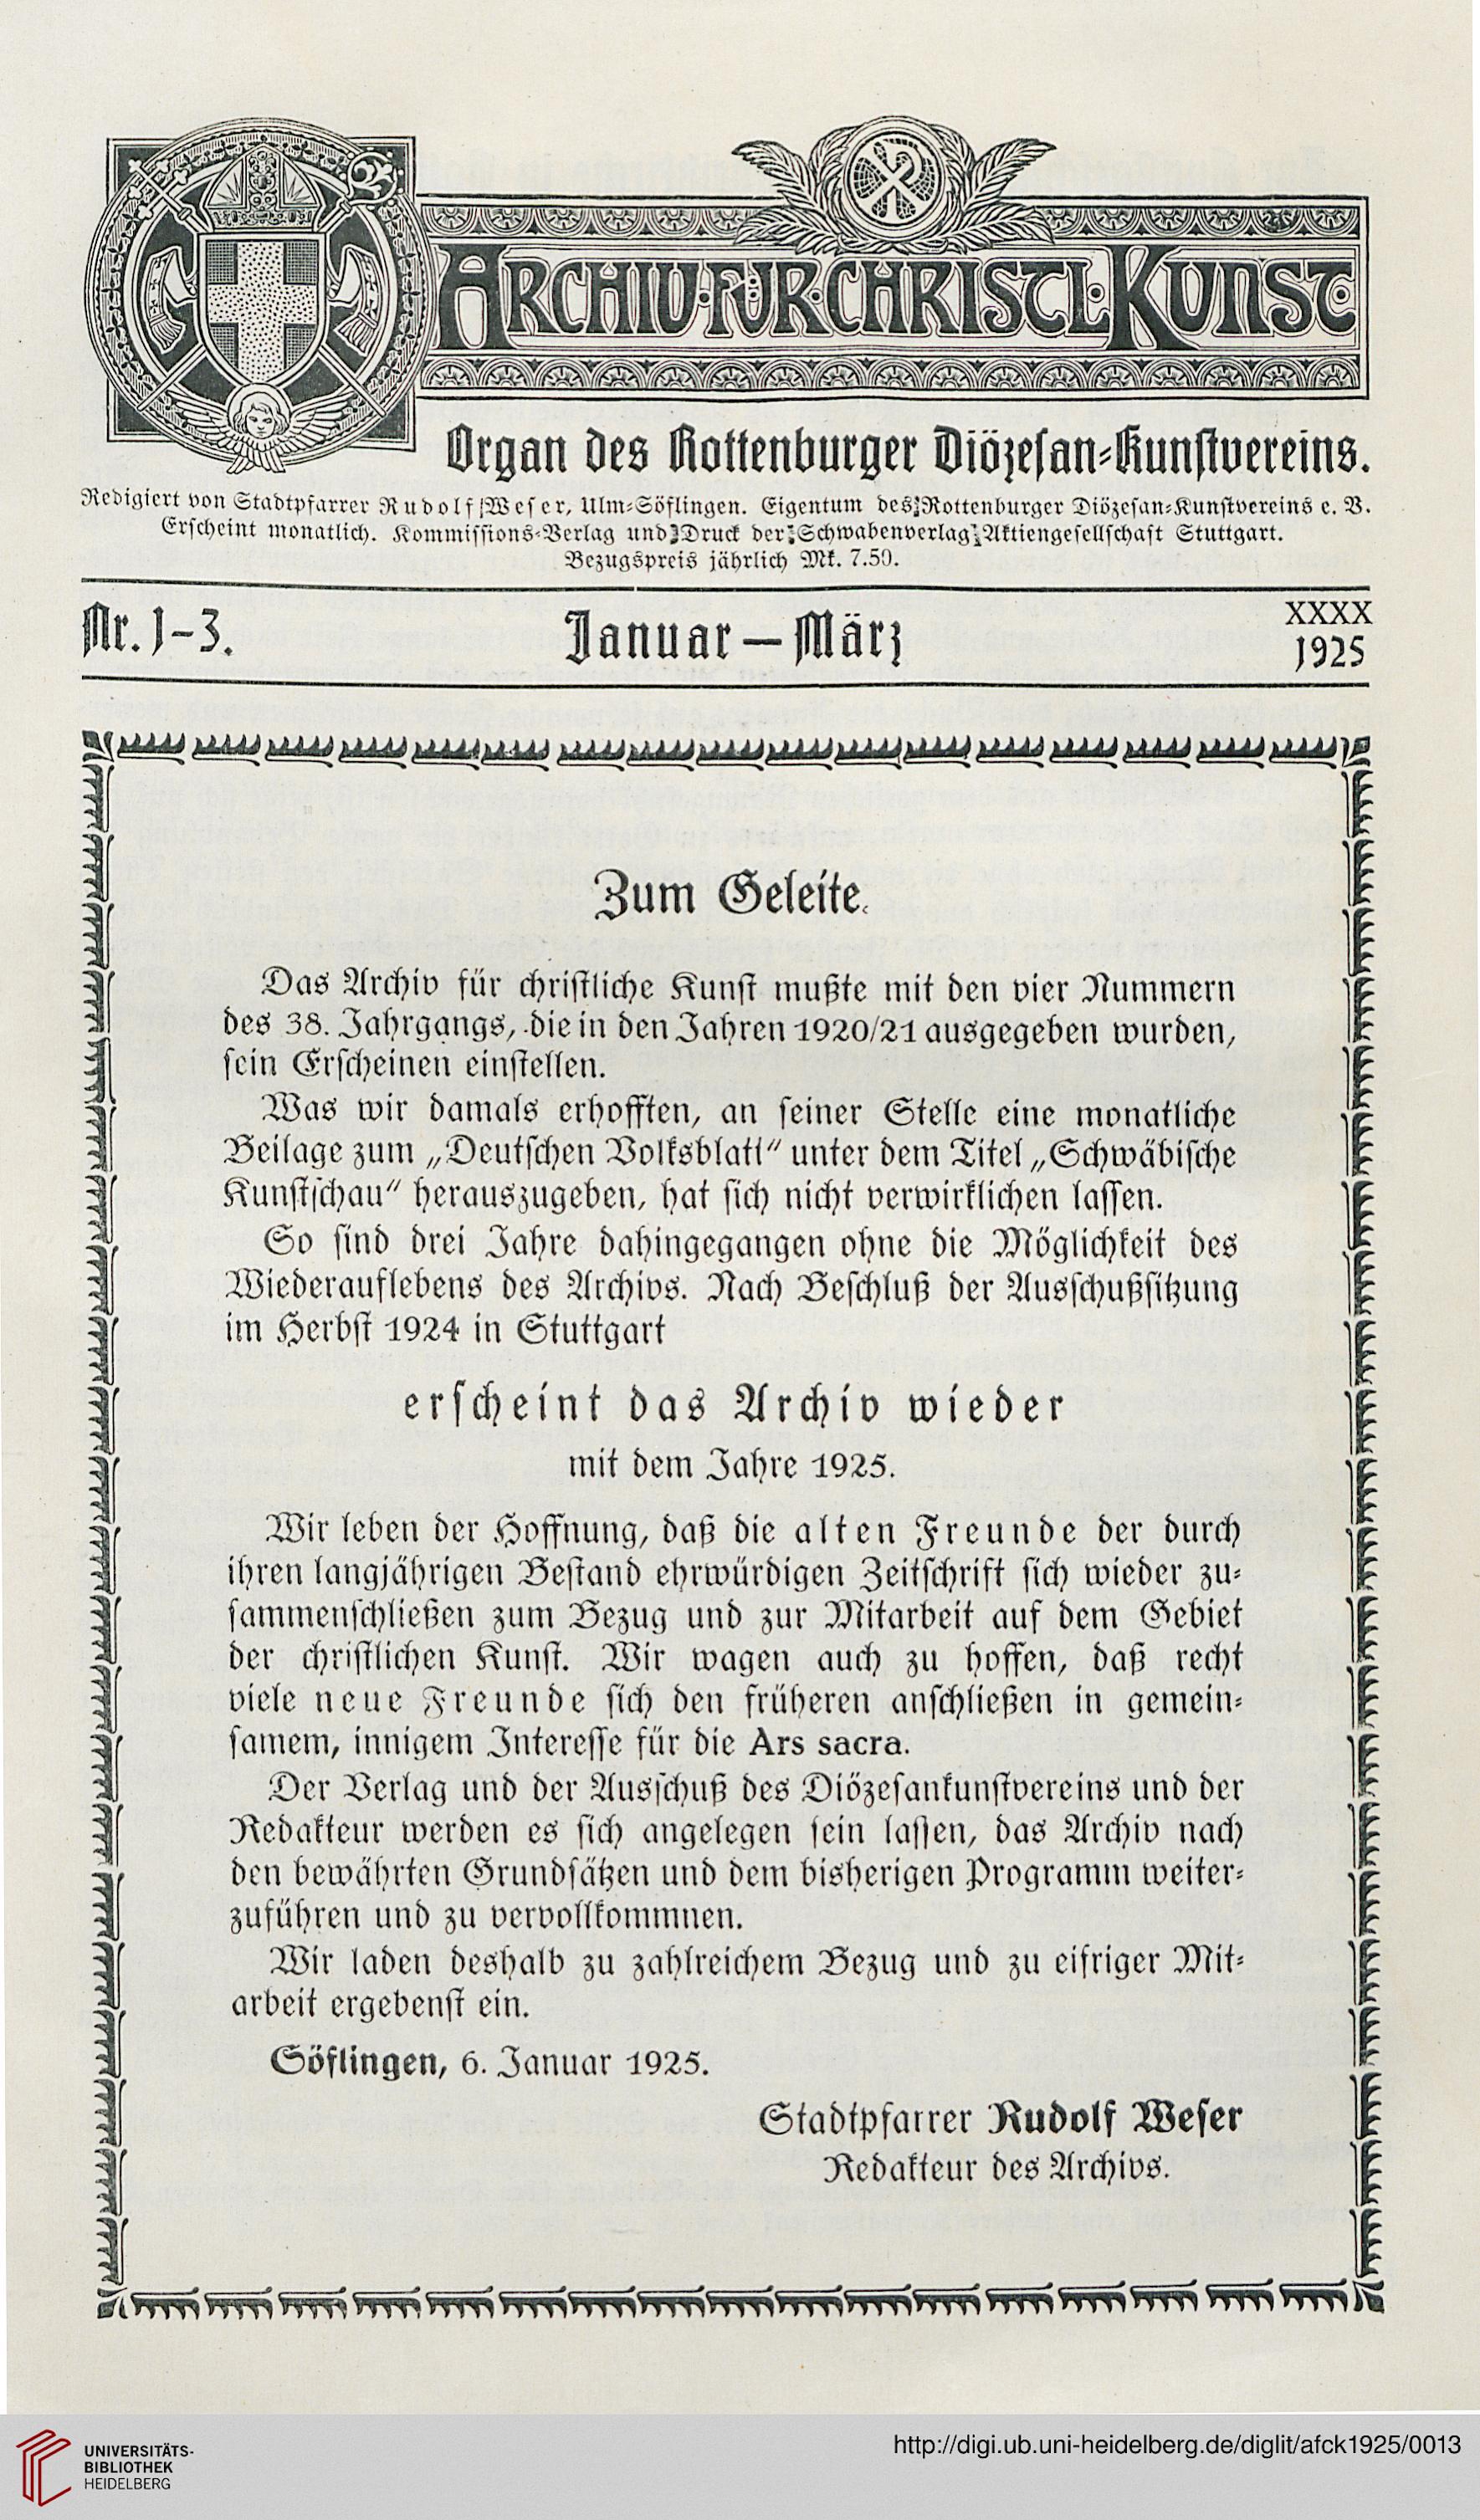 ARCHIV·FÜR·CHRISTL·KUNST·
Organ des Rottenburger Diözesan-Kunstvereins.
Redigiert von Stadtpfarrer Rudolf Weser, Ulm-Söflingen. Eigentum des Rottenburger Diözesan-Kunstvereins e. V.
Erscheint monatlich. Kommissions-Verlag und Druck der Schwabenverlag Aktiengesellschaft Stuttgart.
Bezugspreis jährlich Mk. 7.50.
Nr. 1–3.
Januar — März
XXXX
1925
Zum Geleite.
Das Archiv für christliche Kunst mußte mit den vier Nummern
des 38. Jahrgangs, die in den Jahren 1920/21 ausgegeben wurden,
sein Erscheinen einstellen.
Was wir damals erhofften, an seiner Stelle eine monatliche
Beilage zum „Deutschen Volksblatt" unter dem Titel „Schwäbische
Kunstschau" herauszugeben, hat sich nicht verwirklichen lassen.
So sind drei Jahre dahingegangen ohne die Möglichkeit des
Wiederauflebens des Archivs. Nach Beschluß der Ausschußsitzung
im Herbst 1924 in Stuttgart
erscheint das Archiv wieder
mit dem Jahre 1925.
Wir leben der Hoffnung, daß die alten Freunde der durch
ihren langjährigen Bestand ehrwürdigen Zeitschrift sich wieder zu-
sammenschließen zum Bezug und zur Mitarbeit auf dem Gebiet
der christlichen Kunst. Wir wagen auch zu hoffen, daß recht
viele neue Freunde sich den früheren anschließen in gemein-
samem, innigem Interesse für die Ars sacra.
Der Verlag und der Ausschuß des Diözesankunstvereins und der
Redakteur werden es sich angelegen sein lassen, das Archiv nach
den bewährten Grundsätzen und dem bisherigen Programm weiter-
zuführen und zu vervollkommnen.
Wir laden deshalb zu zahlreichem Bezug und zu eifriger Mit-
arbeit ergebenst ein.
Söflingen, 6. Januar 1925.
Stadtpfarrer Rudolf Weser
Redakteur des Archivs.
UNIVERSITÄTS-
BIBLIOTHEK
HEIDELBERG
http://digi.ub.uni-heidelberg.de/diglit/afck1925/0013